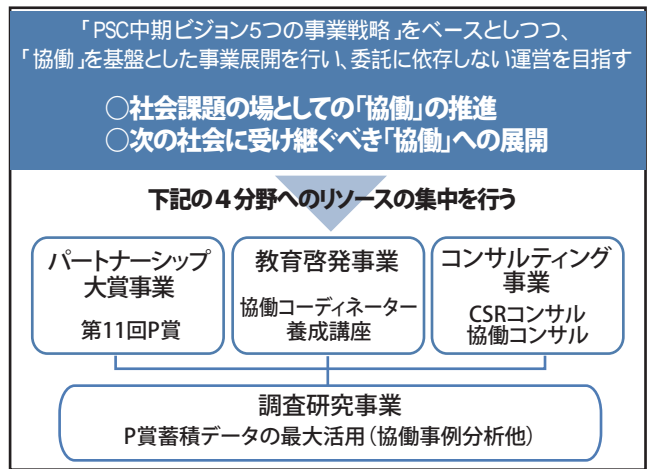 「PSC中期ビジョン5つの事業戦略」をベースとしつつ、
「協働」を基盤とした事業展開を行い、委託に依存しない運営を目指す
○社会課題の場としての「協働」の推進
○次の社会に受け継ぐべき「協働」への展開
下記の4分野へのリソースの集中を行う
パートナーシップ
大賞事業
第11回P賞
教育啓発事業
協働コーディネーター
養成講座
コンサルティング
事業
CSRコンサル
協働コンサル
調査研究事業
P賞蓄積データの最大活用(協働事例分析他)